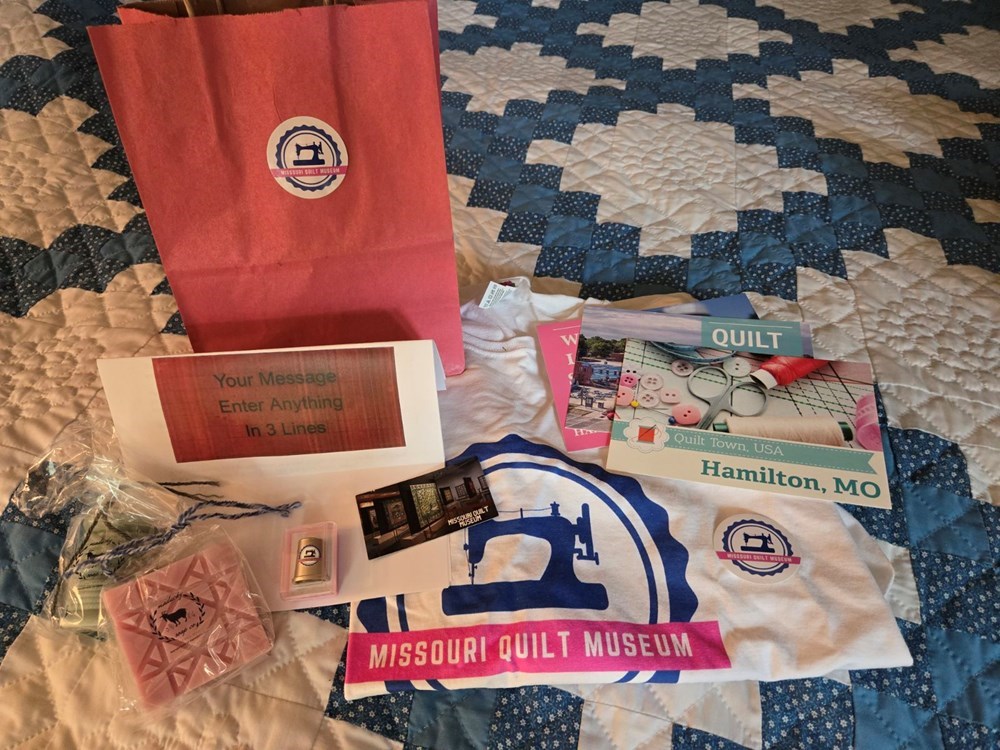 MISSOURI QUILT MUSEUM
Your Message
Enter Anything
In 3 Lines
QUILT
Quilt Town, USA
Hamilton, MO
MISSOURI QUILT
MUSEUM
MISSOURI QUILT MUSEUM
MISSOURI QUILT MUSEUM